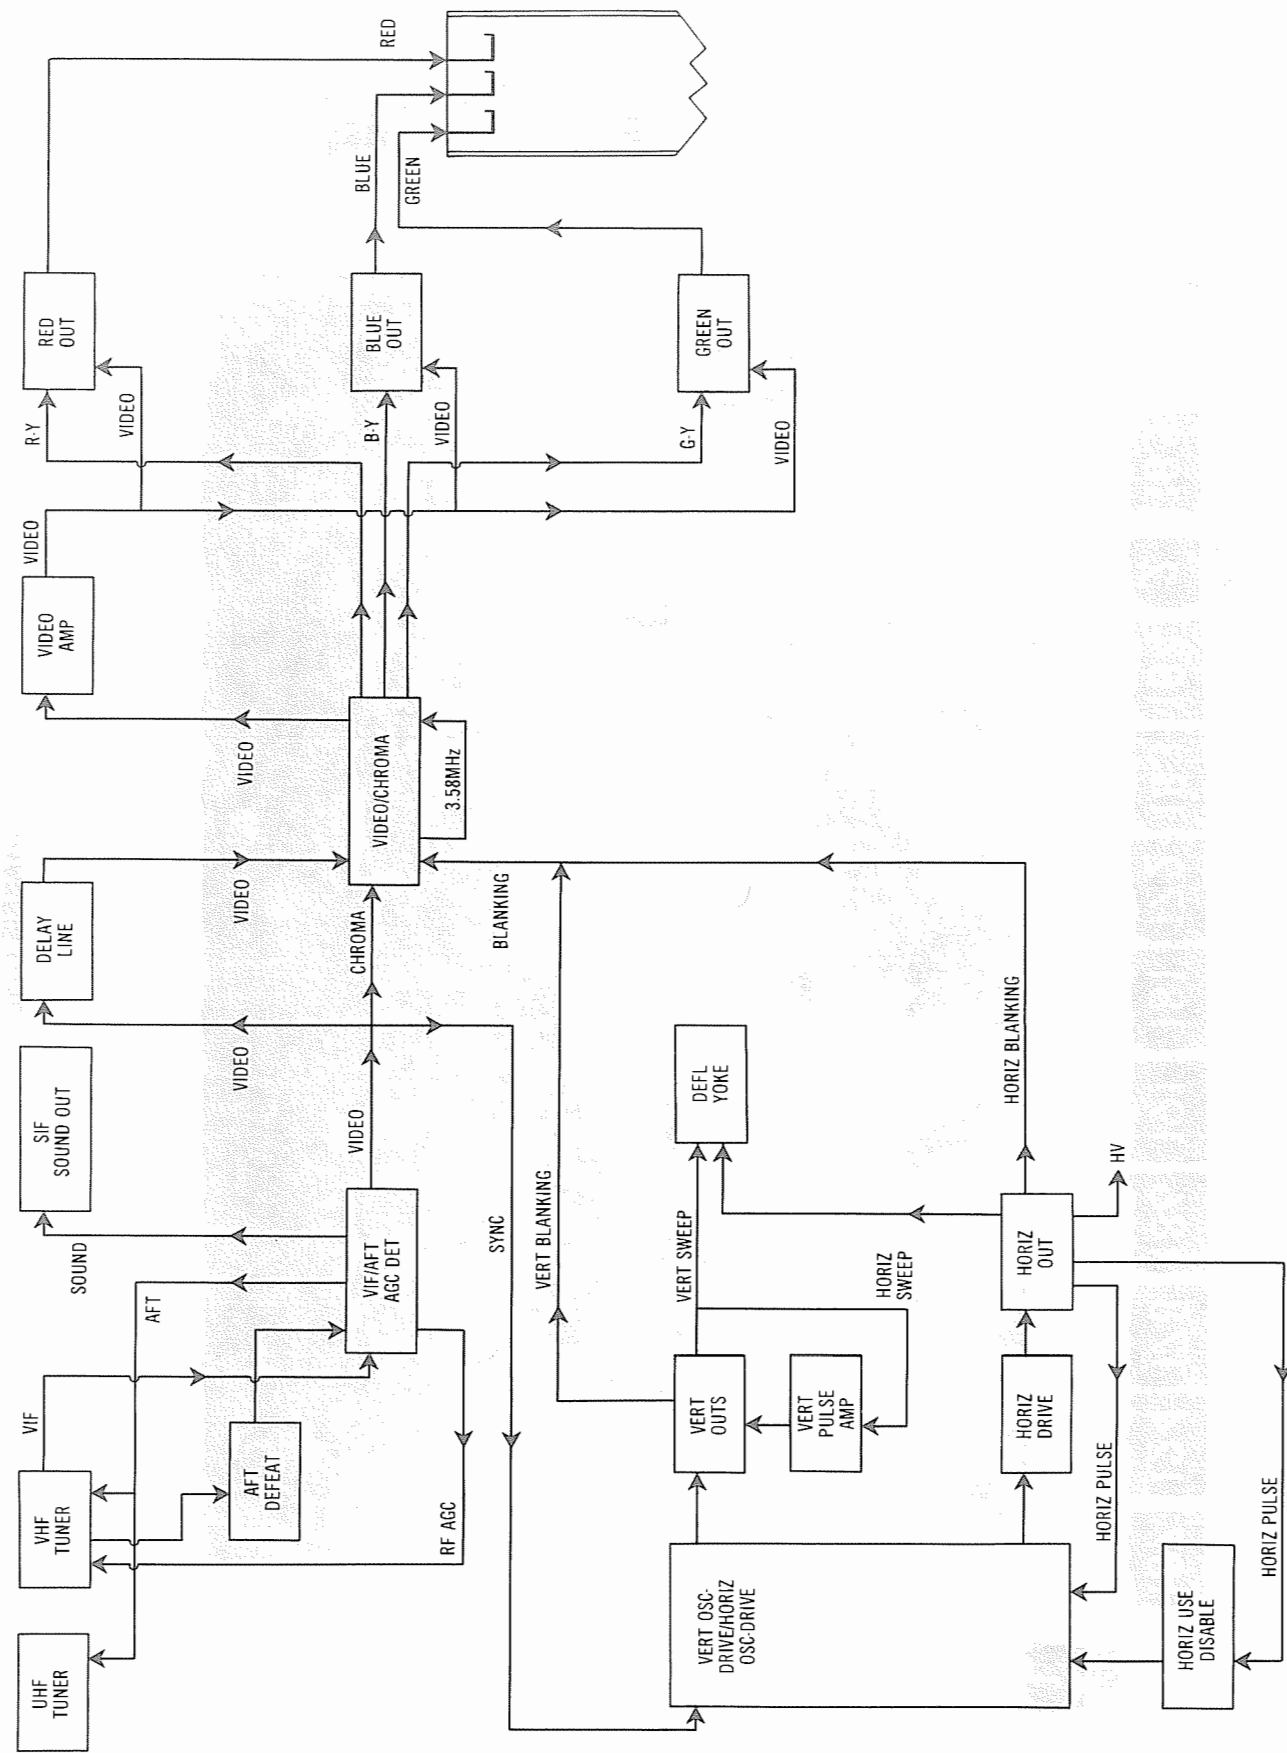 UHF
TUNER
VHF
TUNER
VIF
AFT
SOUND
SIF
SOUND OUT
DELAY
LINE
VIDEO
AMP
VIDEO
R-Y
VIDEO
RED
OUT
RED
AFT
DEFEAT
VIDEO
VIDEO
VIDEO
RF AGC
VIF/AFT
AGC DET
VIDEO
CHROMA
VIDEO/CHROMA
3.58MHz
B-Y
VIDEO
BLUE
OUT
BLUE
GREEN
SYNC
BLANKING
VERT BLANKING
VERT OSC-
DRIVE/HORIZ
OSC-DRIVE
VERT
OUTS
VERT SWEEP
DEFL
YOKE
G-Y
VIDEO
GREEN
OUT
VERT
PULSE
AMP
HORIZ
SWEEP
HORIZ
DRIVE
HORIZ
OUT
HORIZ BLANKING
HORIZ PULSE
HV
HORIZ USE
DISABLE
HORIZ PULSE